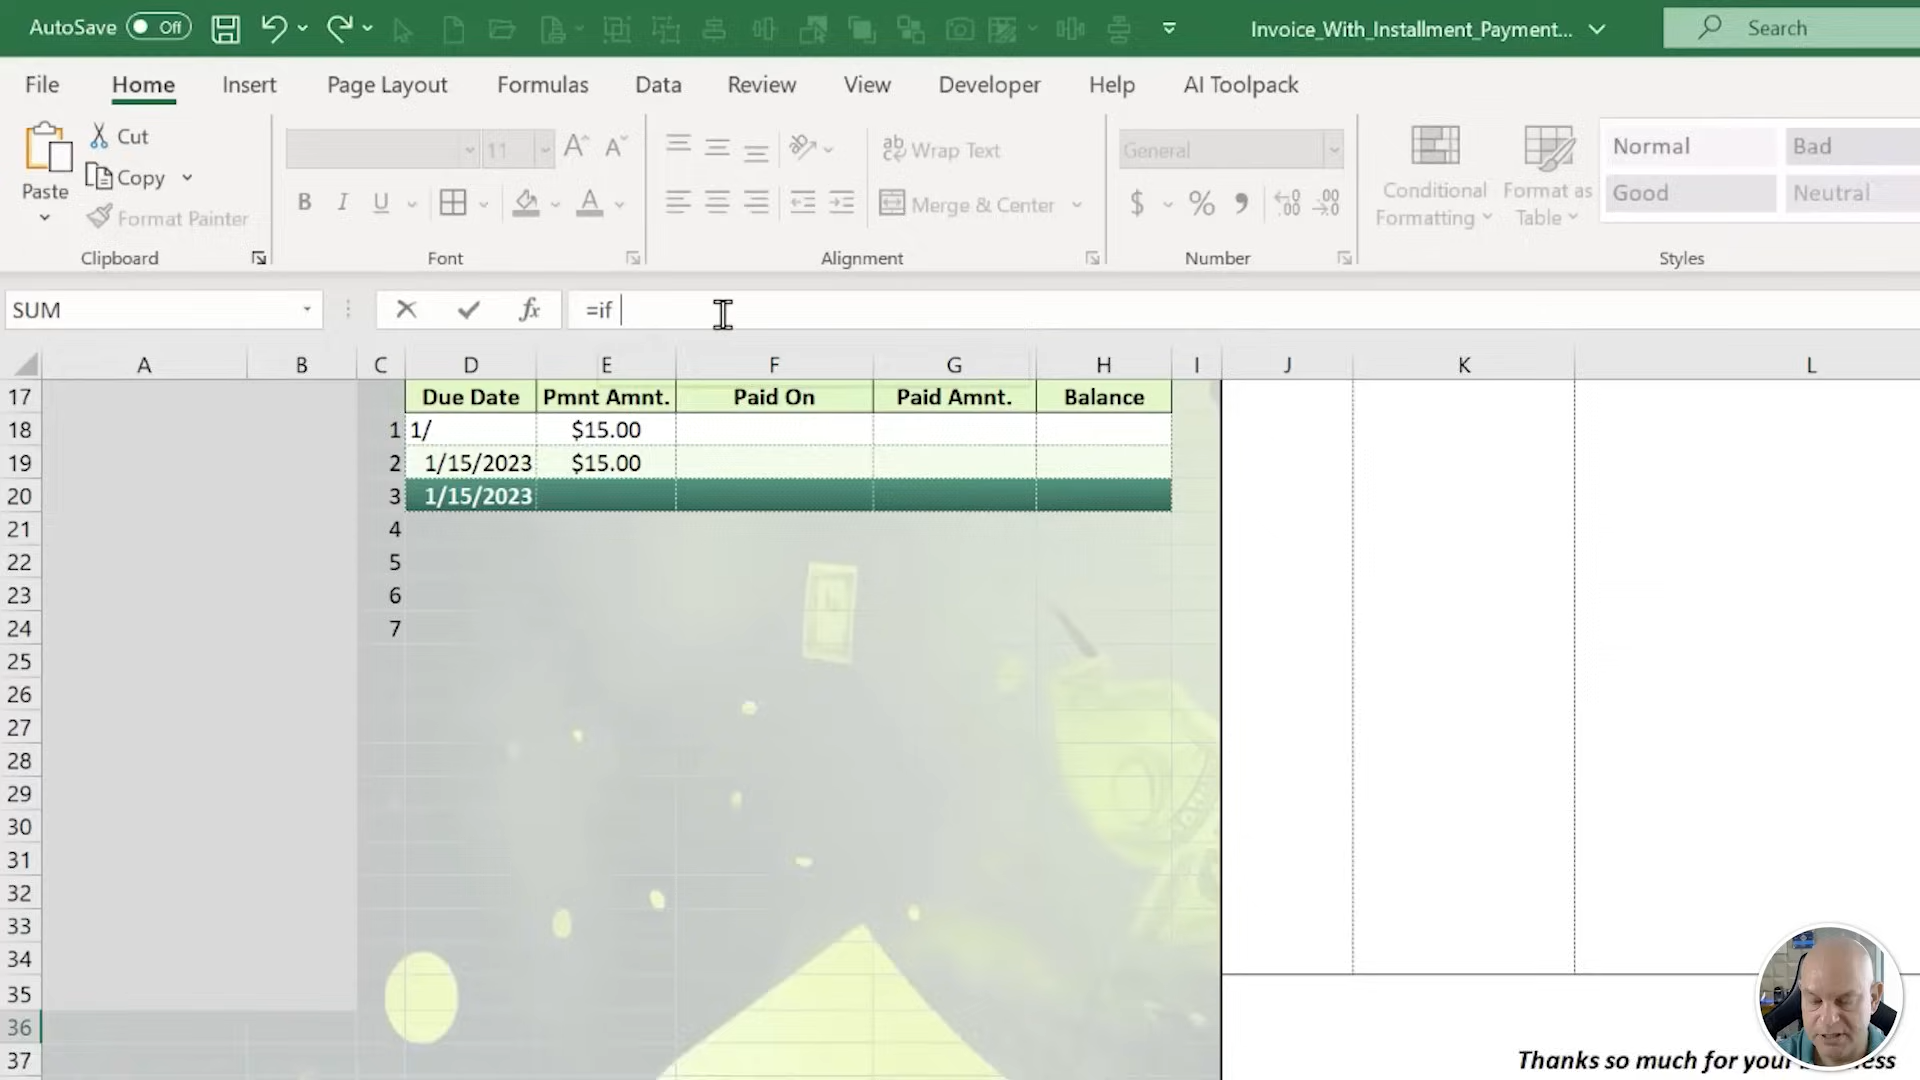 AutoSave Off Invoice_With_Installment_Payment... Search
File Home Insert Page Layout Formulas Data Review View Developer Help AI Toolpack
Paste Cut Copy Format Painter Clipboard
11 A A B I U A Font
ab c Wrap Text Merge & Center Alignment
General $ % , .00 Number
Conditional Formatting Format as Table Normal Bad Good Neutral Styles
SUM fx =if
A B C D E F G H I J K L
17 Due Date Pmnt Amnt. Paid On Paid Amnt. Balance
18 1 1/ $15.00
19 2 1/15/2023 $15.00
20 3 1/15/2023
21 4
22 5
23 6
24 7
25
26
27
28
29
30
31
32
33
34
35
36
37 Thanks so much for your